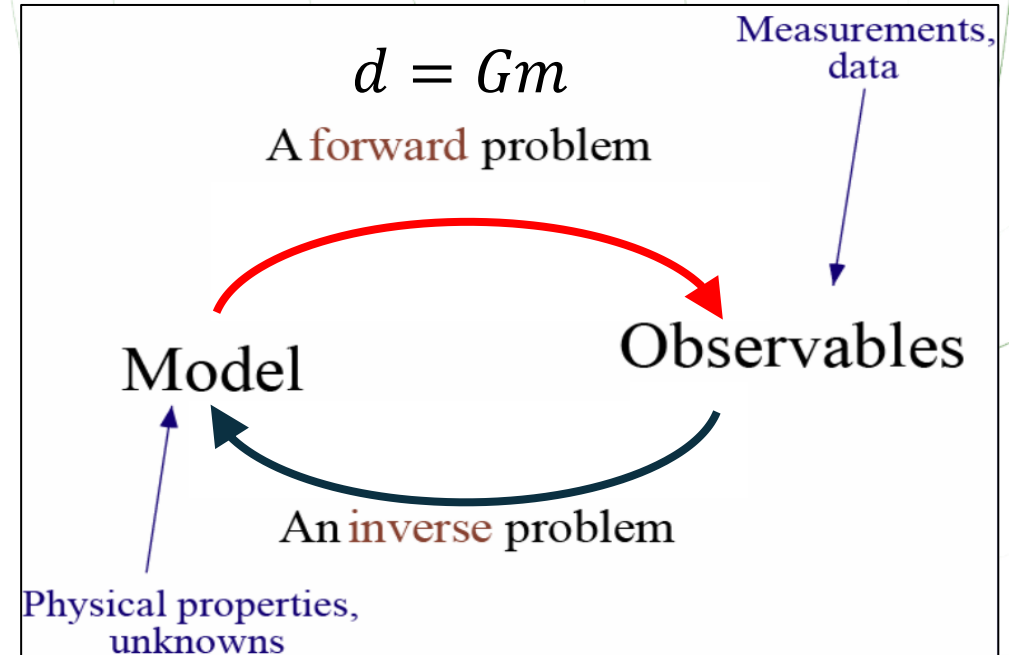 Measurements,
data
d = Gm
A forward problem
Model
Observables
An inverse problem
Physical properties,
unknowns